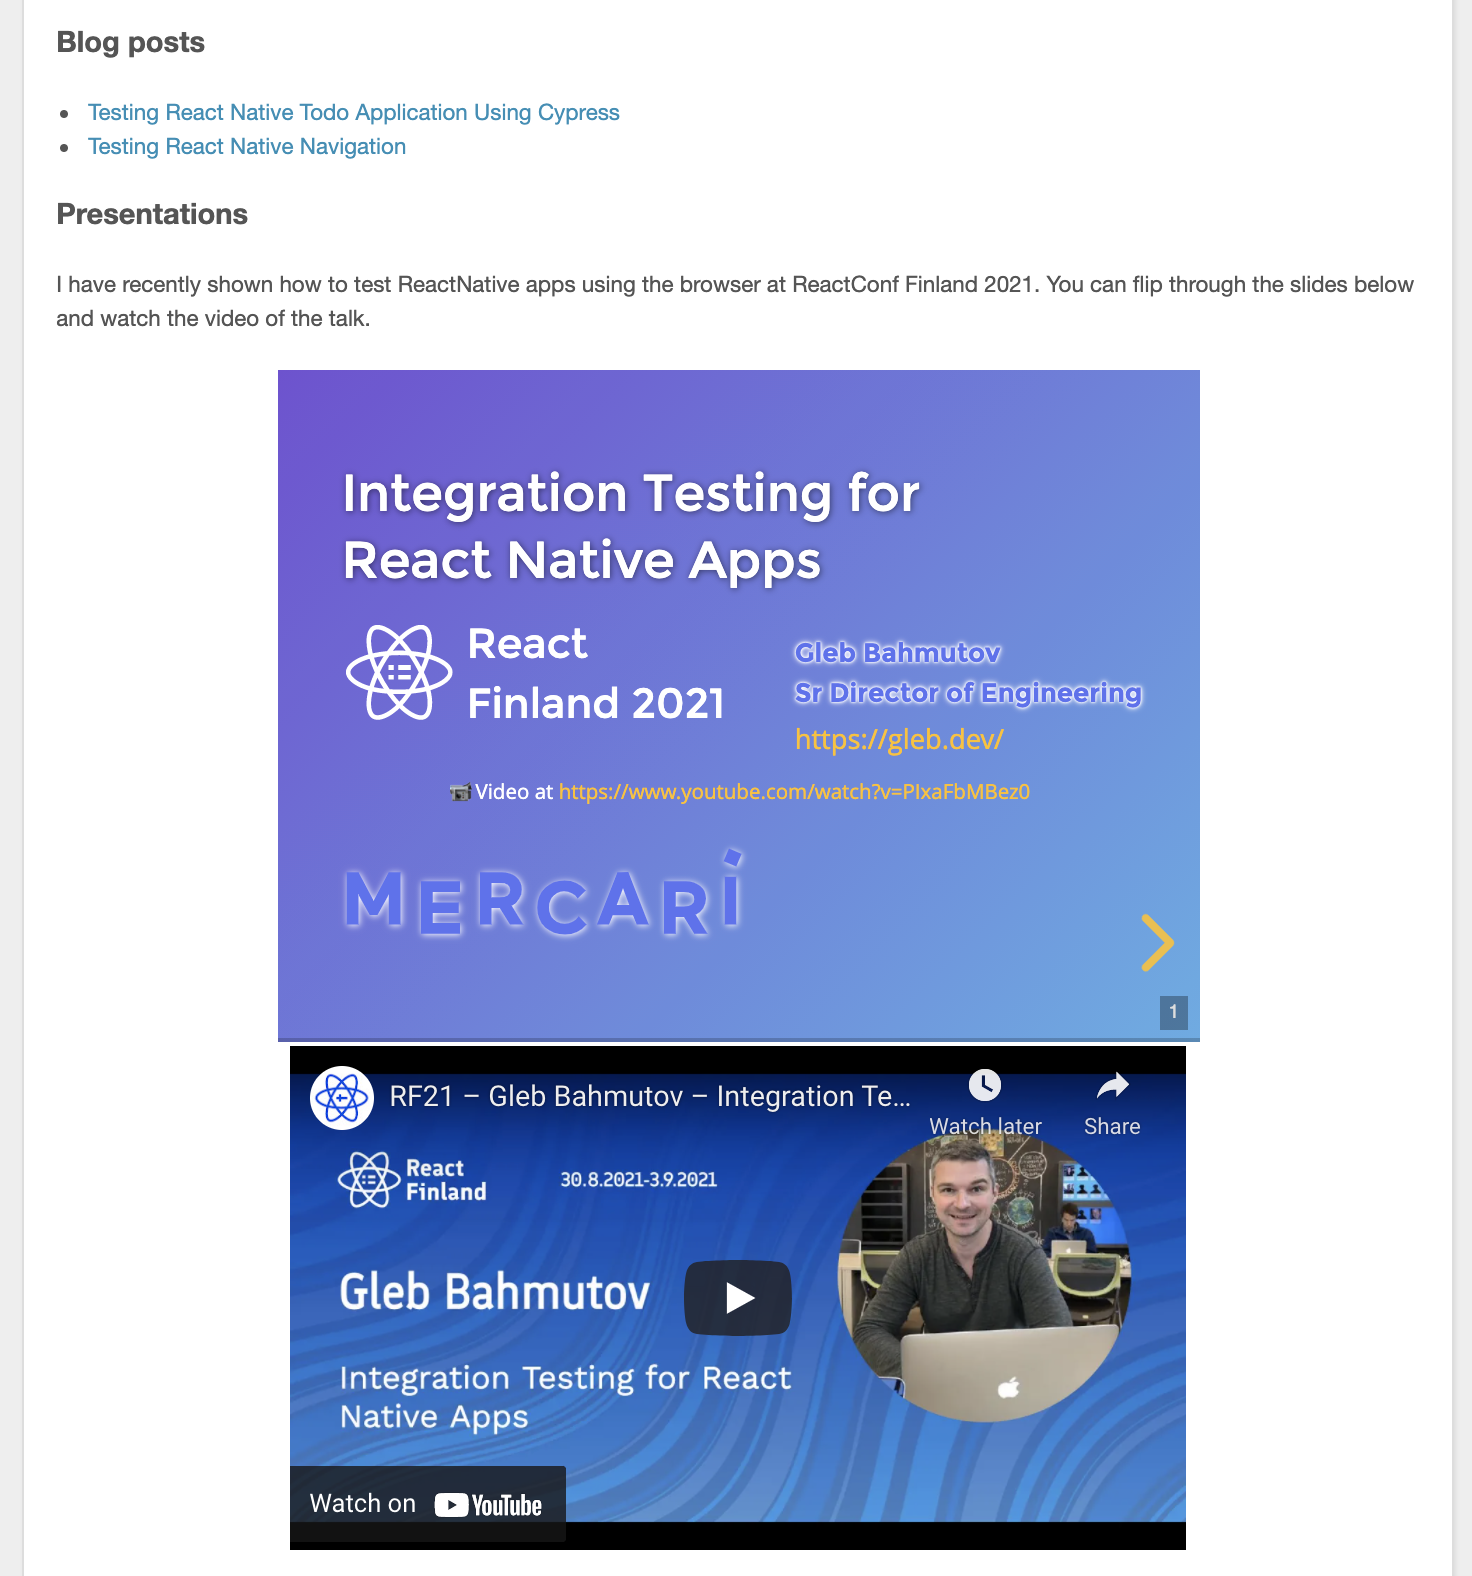 Blog posts
Testing React Native Todo Application Using Cypress
Testing React Native Navigation
Presentations
I have recently shown how to test ReactNative apps using the browser at ReactConf Finland 2021. You can flip through the slides below
and watch the video of the talk.
Integration Testing for
React Native Apps
React
Finland 2021
Gleb Bahmutov
Sr Director of Engineering
https://gleb.dev/
Video at https://www.youtube.com/watch?v=PIxaFbMBez0
MERCARI
1
RF21 – Gleb Bahmutov – Integration Te...
Watch later
Share
React
Finland
30.8.2021-3.9.2021
Gleb Bahmutov
Integration Testing for React
Native Apps
Watch on YouTube